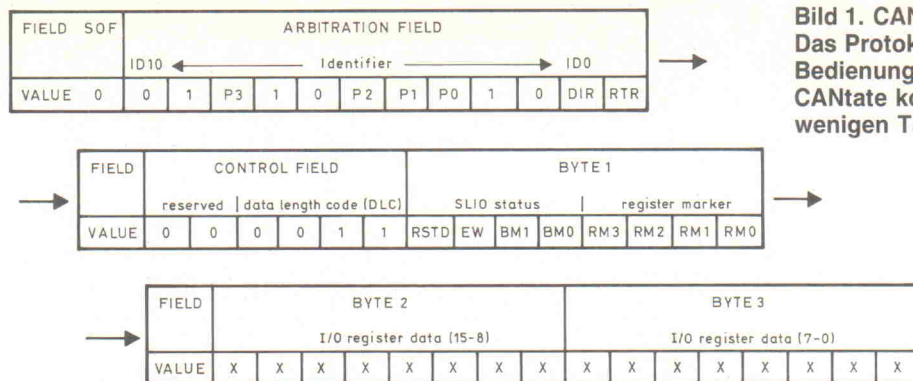 Bild 1. CAN
Das Protok
Bedienung
CANtate k
wenigen T
FIELD SOF ARBITRATION FIELD
ID10 Identifier ID0
VALUE 0 0 1 P3 1 0 P2 P1 P0 1 0 DIR RTR
FIELD CONTROL FIELD BYTE 1
reserved | data length code (DLC) SLIO status | register marker
VALUE 0 0 0 0 1 1 RSTD EW BM1 BM0 RM3 RM2 RM1 RM0
FIELD BYTE 2 BYTE 3
I/O register data (15-8) I/O register data (7-0)
VALUE X X X X X X X X X X X X X X X X